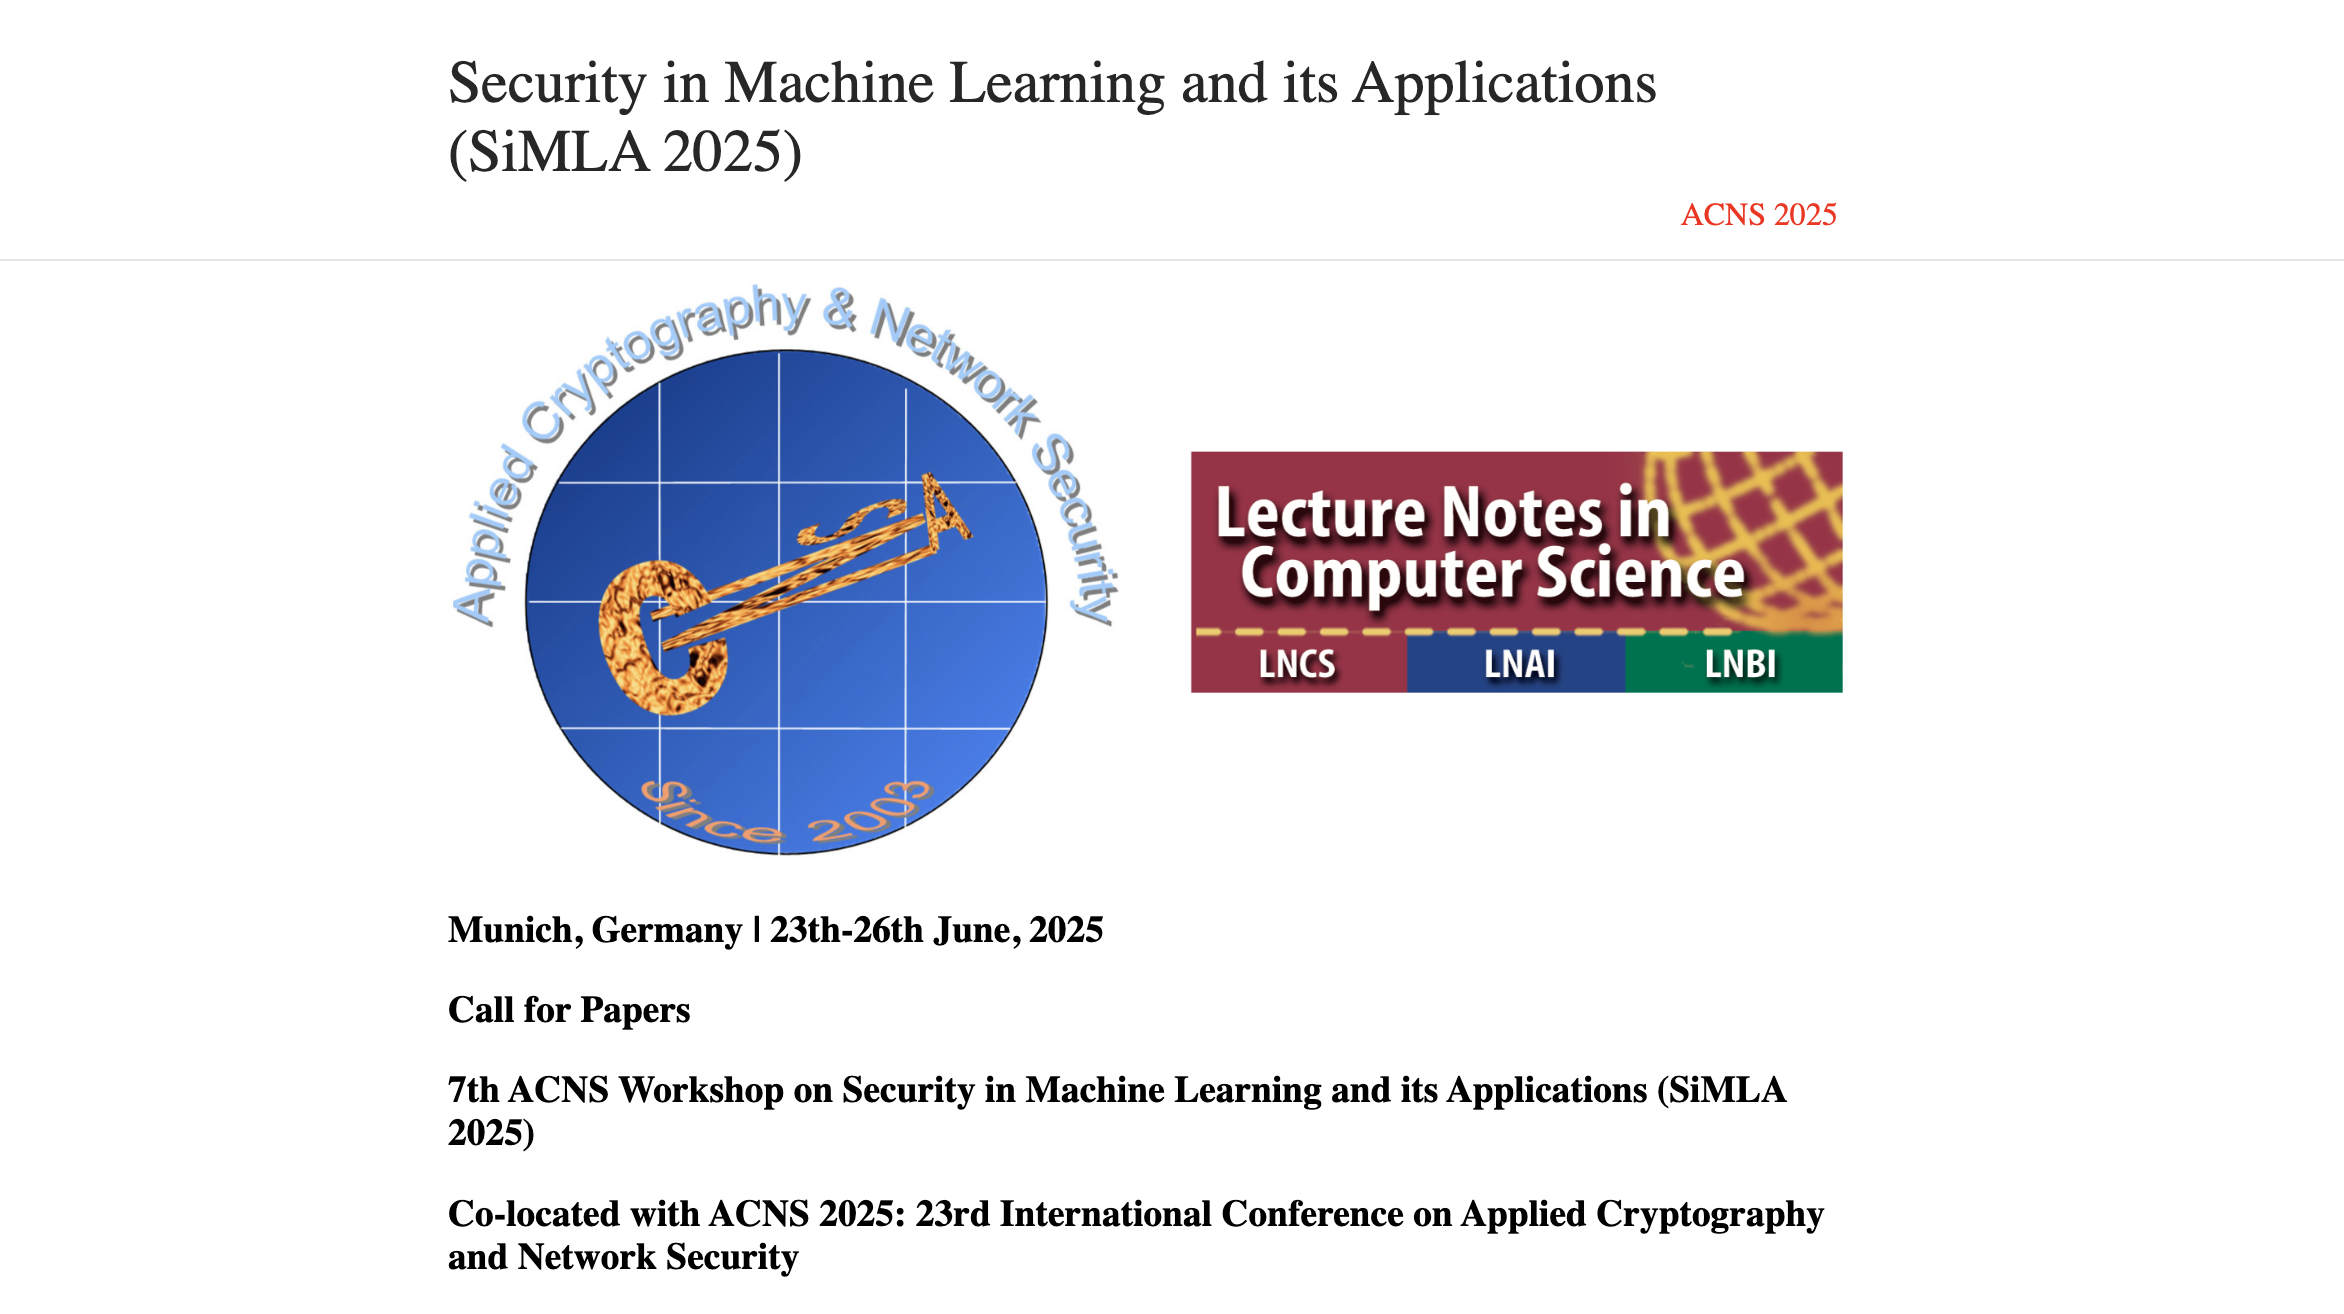 Security in Machine Learning and its Applications
(SiMLA 2025)
ACNS 2025
Applied Cryptography & Network Security
C S A
Since 2003
Lecture Notes in
Computer Science
LNCS LNAI LNBI
Munich, Germany | 23th-26th June, 2025
Call for Papers
7th ACNS Workshop on Security in Machine Learning and its Applications (SiMLA
2025)
Co-located with ACNS 2025: 23rd International Conference on Applied Cryptography
and Network Security